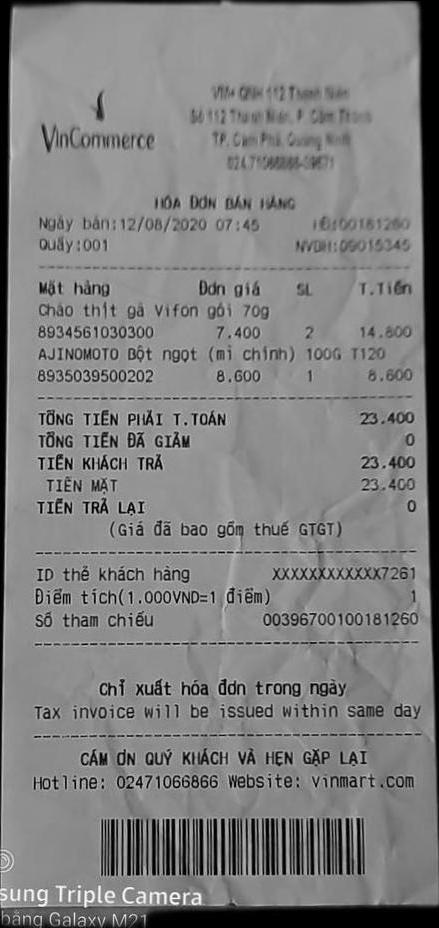 VinCommerce
VM+ QNH 112 Thanh Niên
Số 112 Thanh Niên, P. Cẩm Thành
TP. Cẩm Phả, Quảng Ninh
HÓA ĐƠN BÁN HÀNG
Ngày bán:12/08/2020 07:45 HĐ:00181260
Quầy:001 NVBH:09015345
Mặt hàng Đơn giá SL T.Tiền
Cháo thịt gà Vifon gói 70g
8934561030300 7.400 2 14.800
AJINOMOTO Bột ngọt (mì chính) 100G T120
8935039500202 8.600 1 8.600
TỔNG TIỀN PHẢI T.TOÁN 23.400
TỔNG TIỀN ĐÃ GIẢM 0
TIỀN KHÁCH TRẢ 23.400
TIỀN MẶT 23.400
TIỀN TRẢ LẠI 0
(Giá đã bao gồm thuế GTGT)
ID thẻ khách hàng XXXXXXXXXXXX7261
Điểm tích(1.000VND=1 điểm) 1
Số tham chiếu 00396700100181260
Chỉ xuất hóa đơn trong ngày
Tax invoice will be issued within same day
CẢM ƠN QUÝ KHÁCH VÀ HẸN GẶP LẠI
Hotline: 02471066866 Website: vinmart.com
sung Triple Camera
bằng Galaxy M21